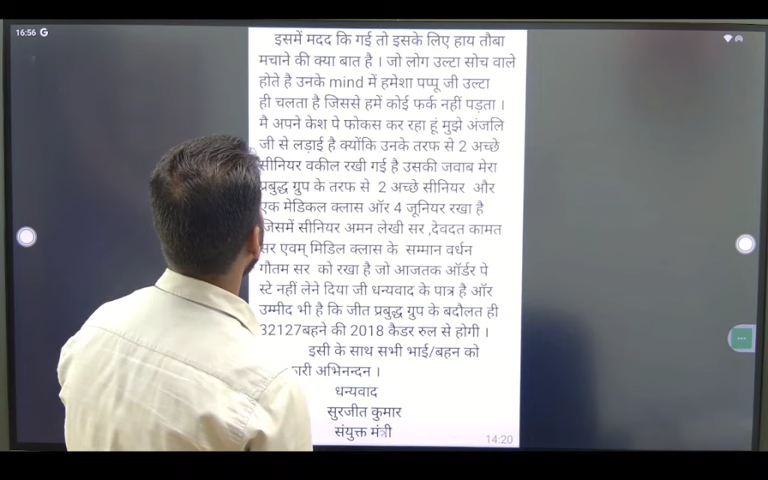 16:56 G
इसमें मदद कि गई तो इसके लिए हाय तौबा
मचाने की क्या बात है । जो लोग उल्टा सोच वाले
होते है उनके mind में हमेशा पप्पू जी उल्टा
ही चलता है जिससे हमें कोई फर्क नहीं पड़ता ।
मै अपने केश पे फोकस कर रहा हूं मुझे अंजलि
जी से लड़ाई है क्योंकि उनके तरफ से 2 अच्छे
सीनियर वकील रखी गई है उसकी जवाब मेरा
प्रबुद्ध ग्रुप के तरफ से 2 अच्छे सीनियर और
एक मेडिकल क्लास ऑर 4 जूनियर रखा है
जिसमें सीनियर अमन लेखी सर ,देवदत कामत
सर एवम् मिडिल क्लास के सम्मान वर्धन
गौतम सर को रखा है जो आजतक ऑर्डर पे
स्टे नहीं लेने दिया जी धन्यवाद के पात्र है ऑर
उम्मीद भी है कि जीत प्रबुद्ध ग्रुप के बदौलत ही
32127बहने की 2018 कैडर रुल से होगी ।
इसी के साथ सभी भाई/बहन को
अभिनन्दन ।
धन्यवाद
सुरजीत कुमार
संयुक्त मंत्री
14:20